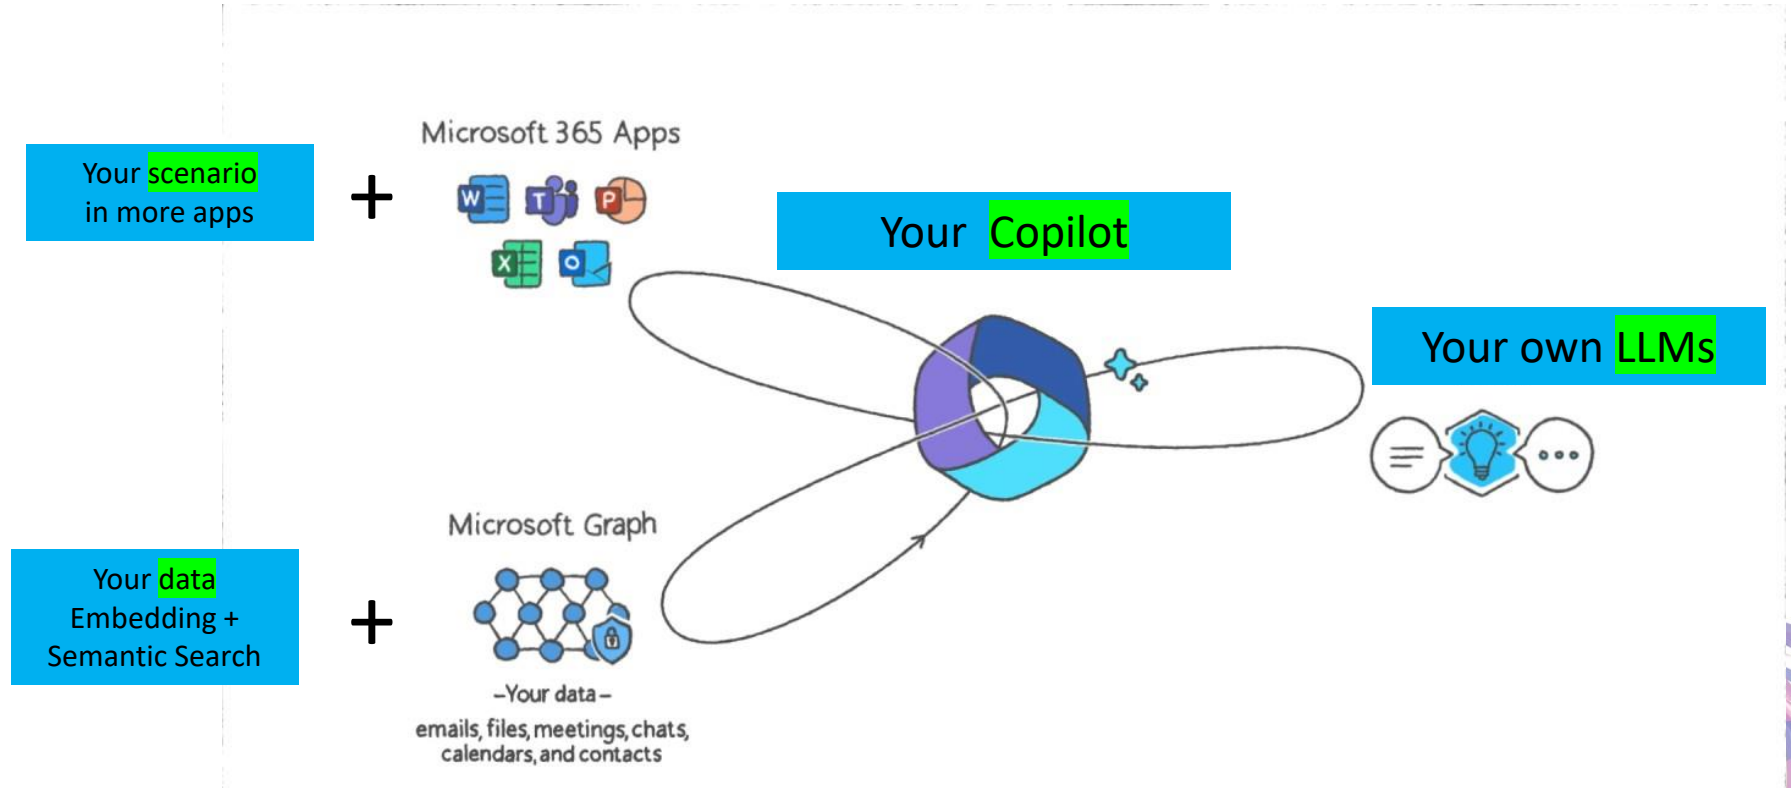 Microsoft 365 Apps
Your scenario
in more apps
+
W
T
P
X
O
Your Copilot
Your own LLMs
Microsoft Graph
Your data
Embedding +
Semantic Search
+
–Your data–
emails, files, meetings, chats,
calendars, and contacts